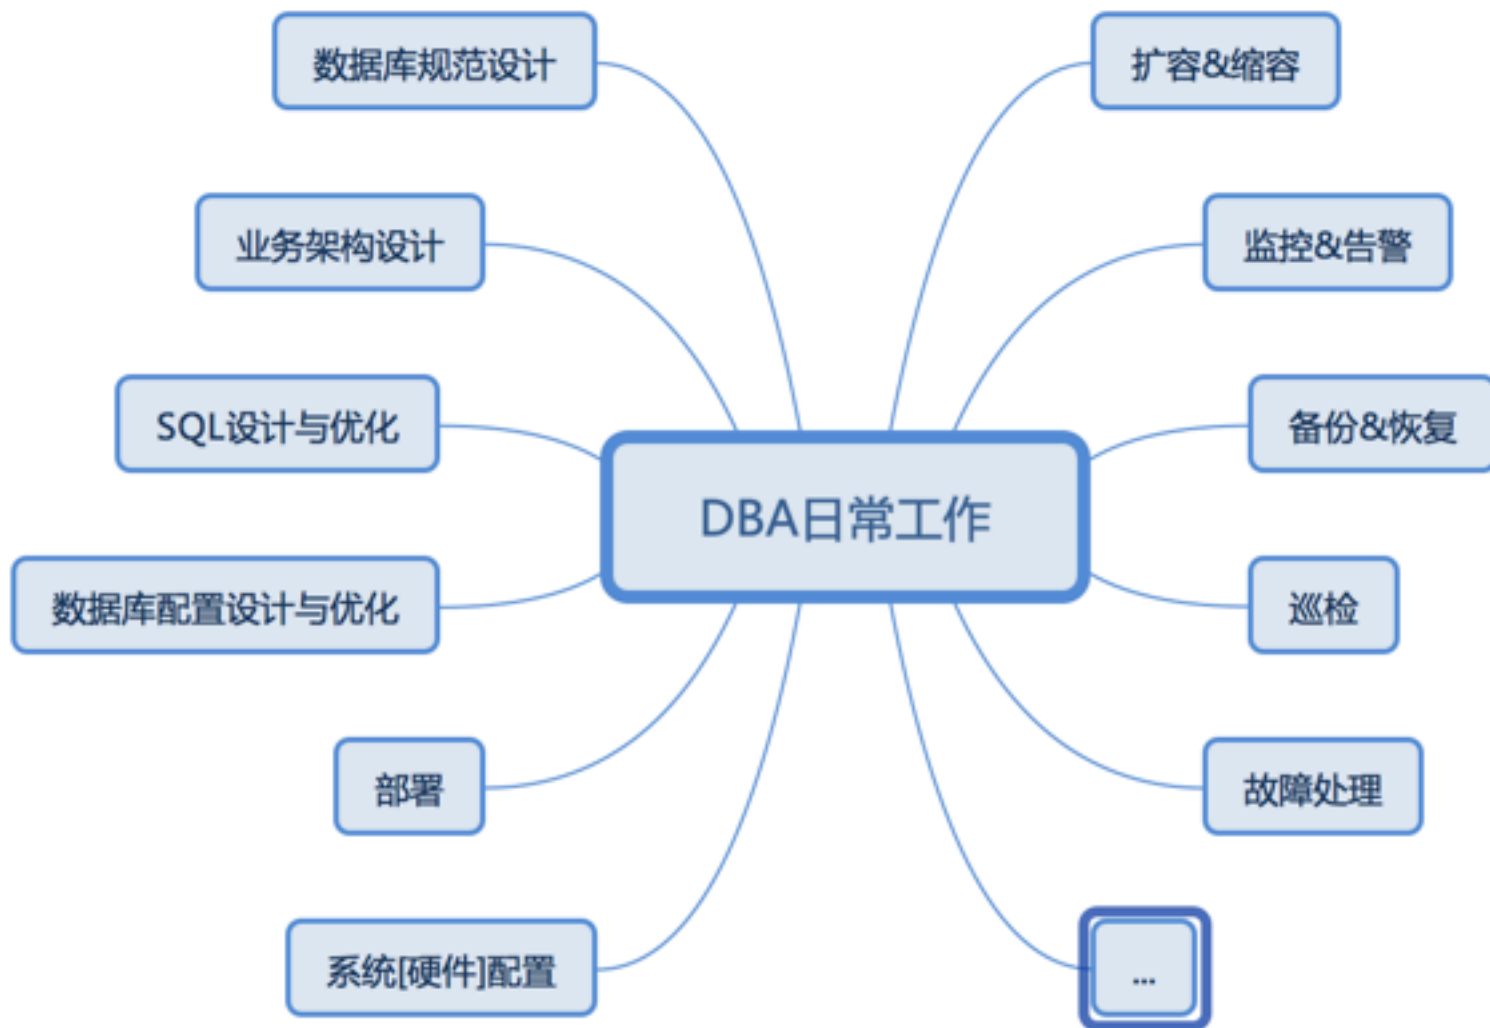 数据库规范设计
业务架构设计
SQL设计与优化
数据库配置设计与优化
部署
系统[硬件]配置
DBA日常工作
扩容&缩容
监控&告警
备份&恢复
巡检
故障处理
...